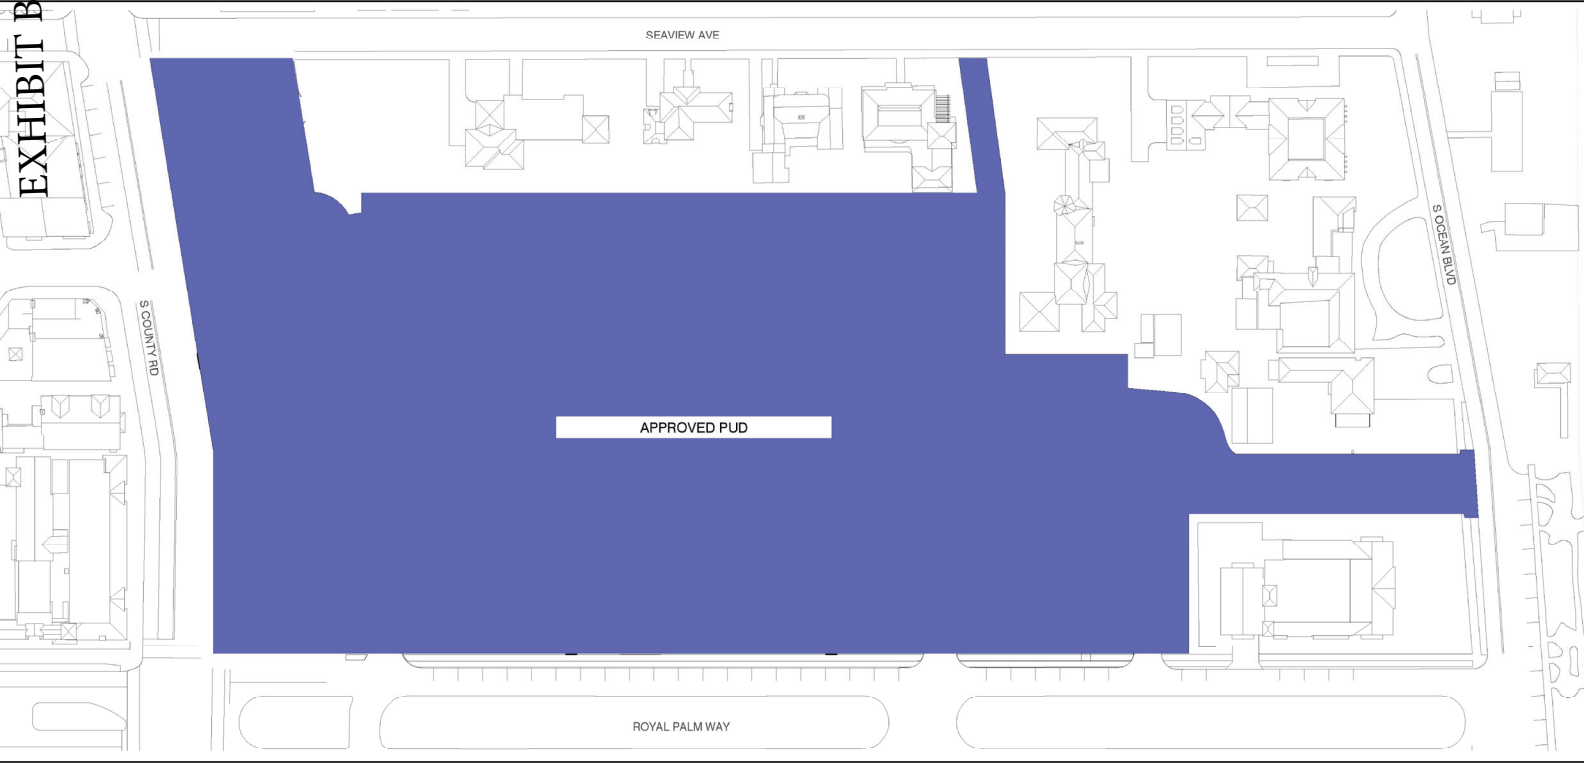 EXHIBIT B
SEAVIEW AVE
S OCEAN BLVD
S COUNTY RD
APPROVED PUD
ROYAL PALM WAY